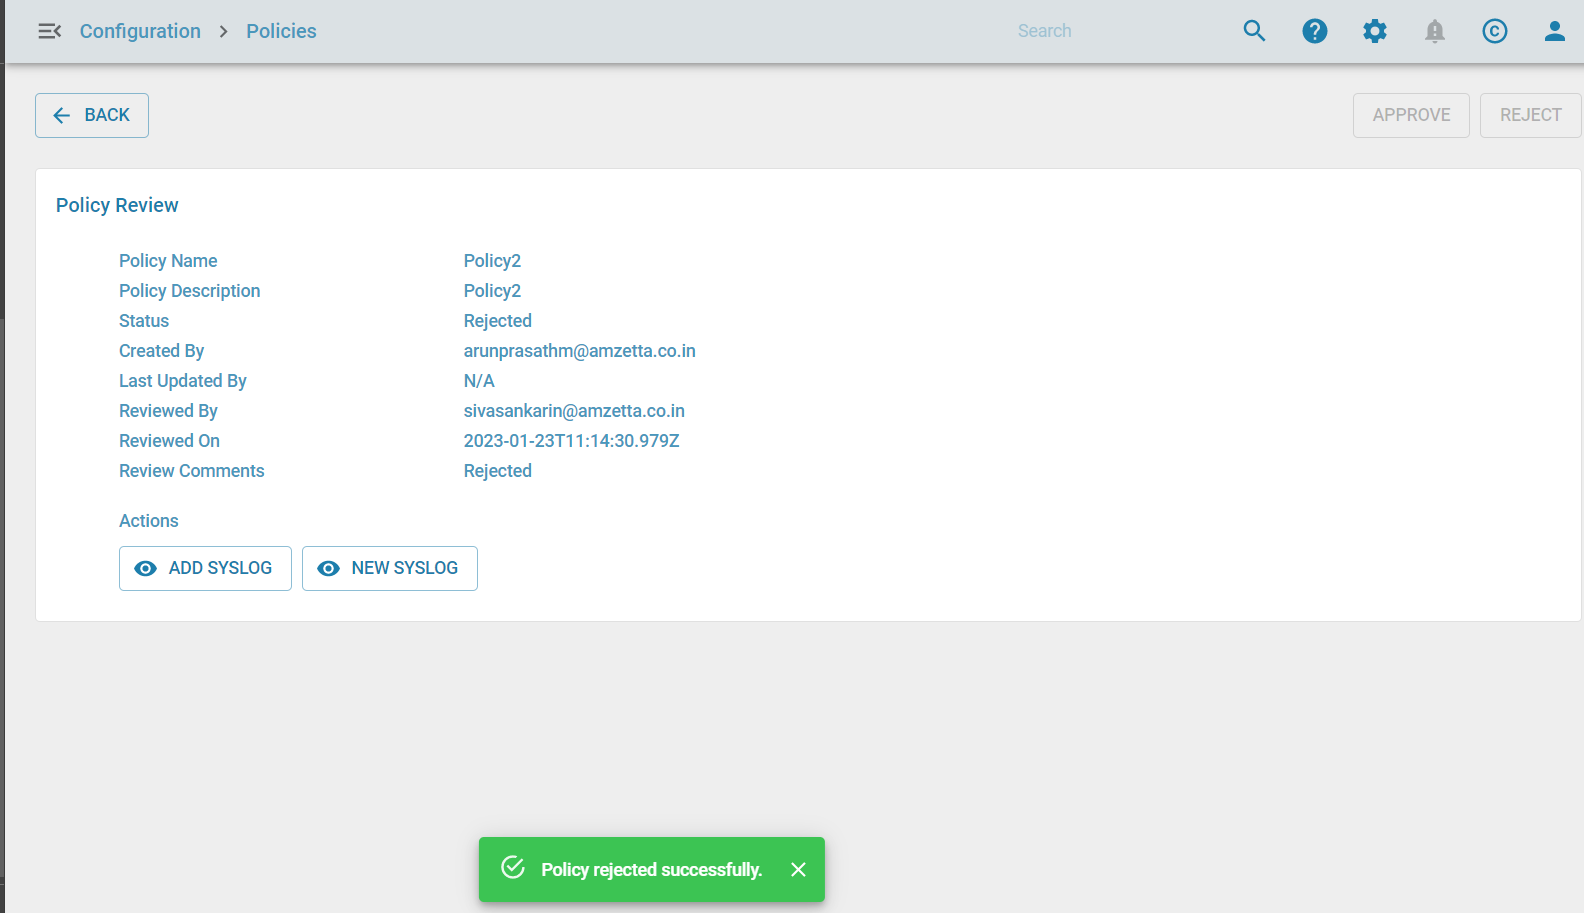 Configuration > Policies Search
BACK APPROVE REJECT
Policy Review
Policy Name Policy2
Policy Description Policy2
Status Rejected
Created By arunprasathm@amzetta.co.in
Last Updated By N/A
Reviewed By sivasankarin@amzetta.co.in
Reviewed On 2023-01-23T11:14:30.979Z
Review Comments Rejected
Actions
ADD SYSLOG NEW SYSLOG
Policy rejected successfully.